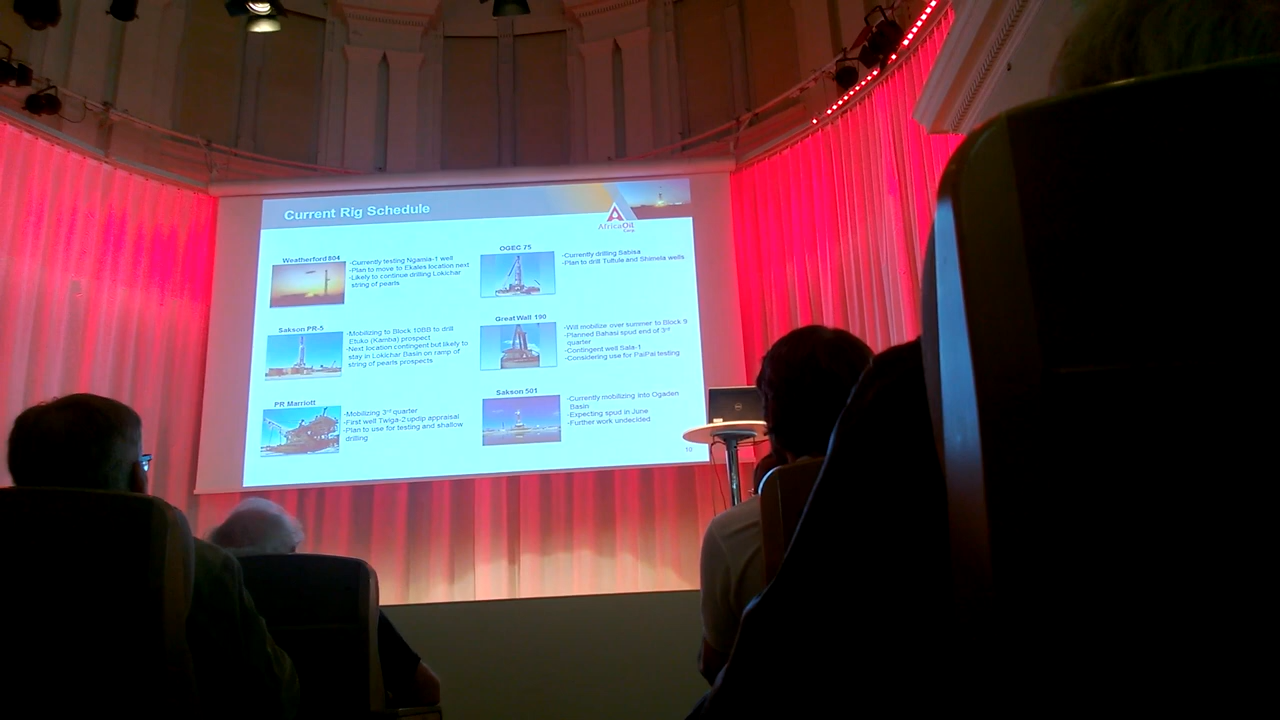 Current Rig Schedule
AfricaOil
Corp
Weatherford 804
-Currently testing Ngamia-1 well
-Plan to move to Ekales location next
-Likely to continue drilling Lokichar
string of pearls
OGEC 75
-Currently drilling Sabisa
-Plan to drill Tultule and Shimela wells
Sakson PR-5
-Mobilizing to Block 10BB to drill
Etuko (Kamba) prospect
-Next location contingent but likely to
stay in Lokichar Basin on ramp of
string of pearls prospects
Great Wall 190
-Will mobilize over summer to Block 9
-Planned Bahasi spud end of 3rd
quarter
-Contingent well Sala-1
-Considering use for PaiPai testing
PR Marriott
-Mobilizing 3rd quarter
-First well Twiga-2 updip appraisal
-Plan to use for testing and shallow
drilling
Sakson 501
-Currently mobilizing into Ogaden
Basin
-Expecting spud in June
-Further work undecided